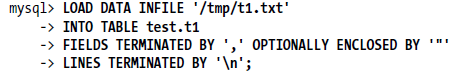 mysql> LOAD DATA INFILE '/tmp/t1.txt'
-> INTO TABLE test.t1
-> FIELDS TERMINATED BY ',' OPTIONALLY ENCLOSED BY '"'
-> LINES TERMINATED BY '\n';